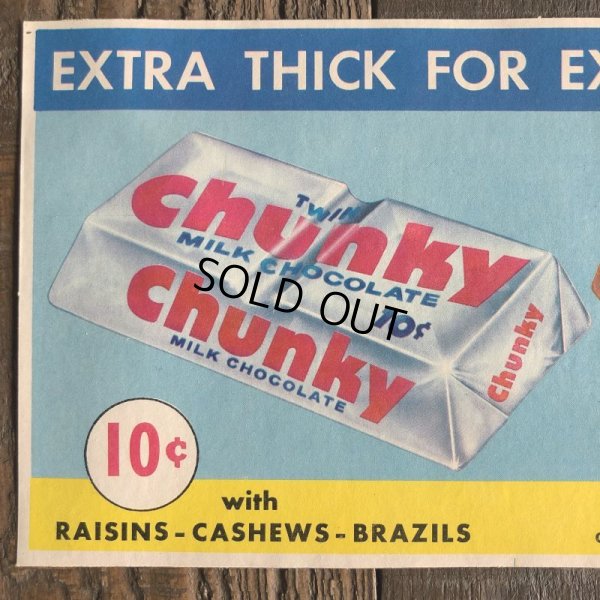 EXTRA THICK FOR EX
TWIN
chunky
MILK CHOCOLATE
10¢
chunky
MILK CHOCOLATE
chunky
SOLD OUT
10¢
with
RAISINS - CASHEWS - BRAZILS